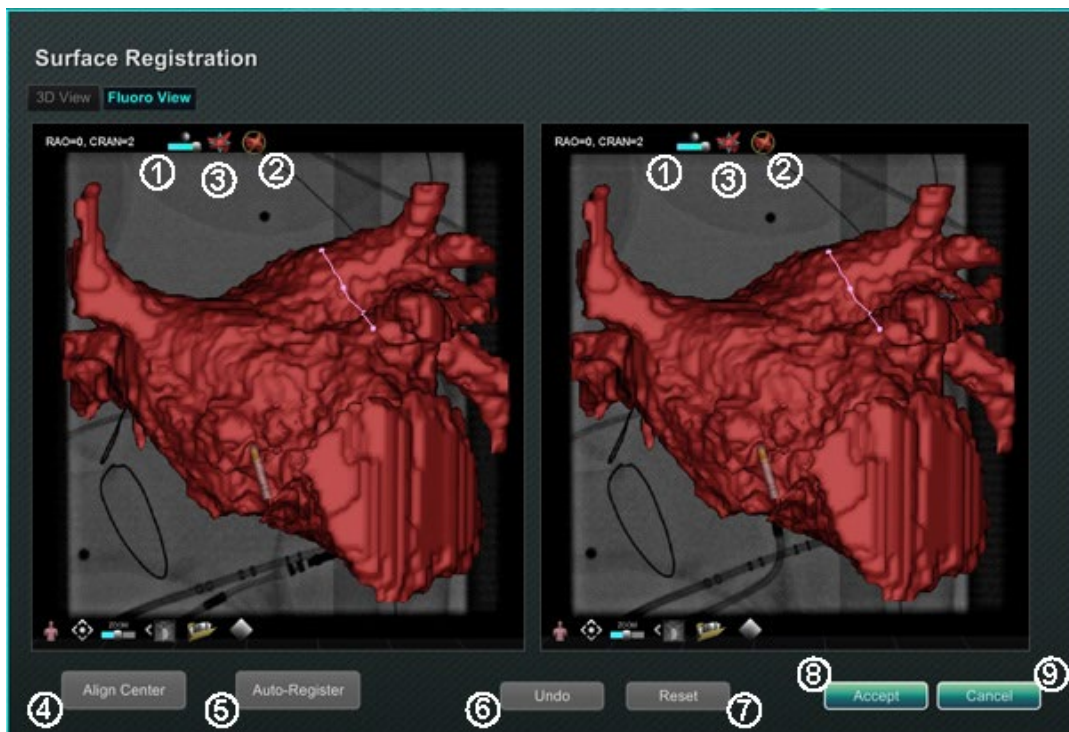 Surface Registration
3D View Fluoro View
RAO=0, CRAN=2 RAO=0, CRAN=2
1 3 2 1 3 2
ZOOM ZOOM
Align Center Auto-Register Undo Reset Accept Cancel
4 5 6 7 8 9